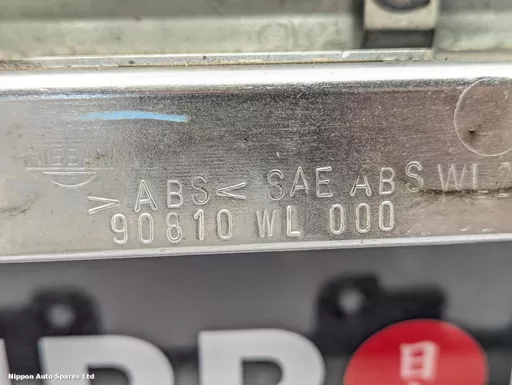 NISSAN
>ABS< SAE ABS WL
90810 WL 000
Nippon Auto Spares Ltd